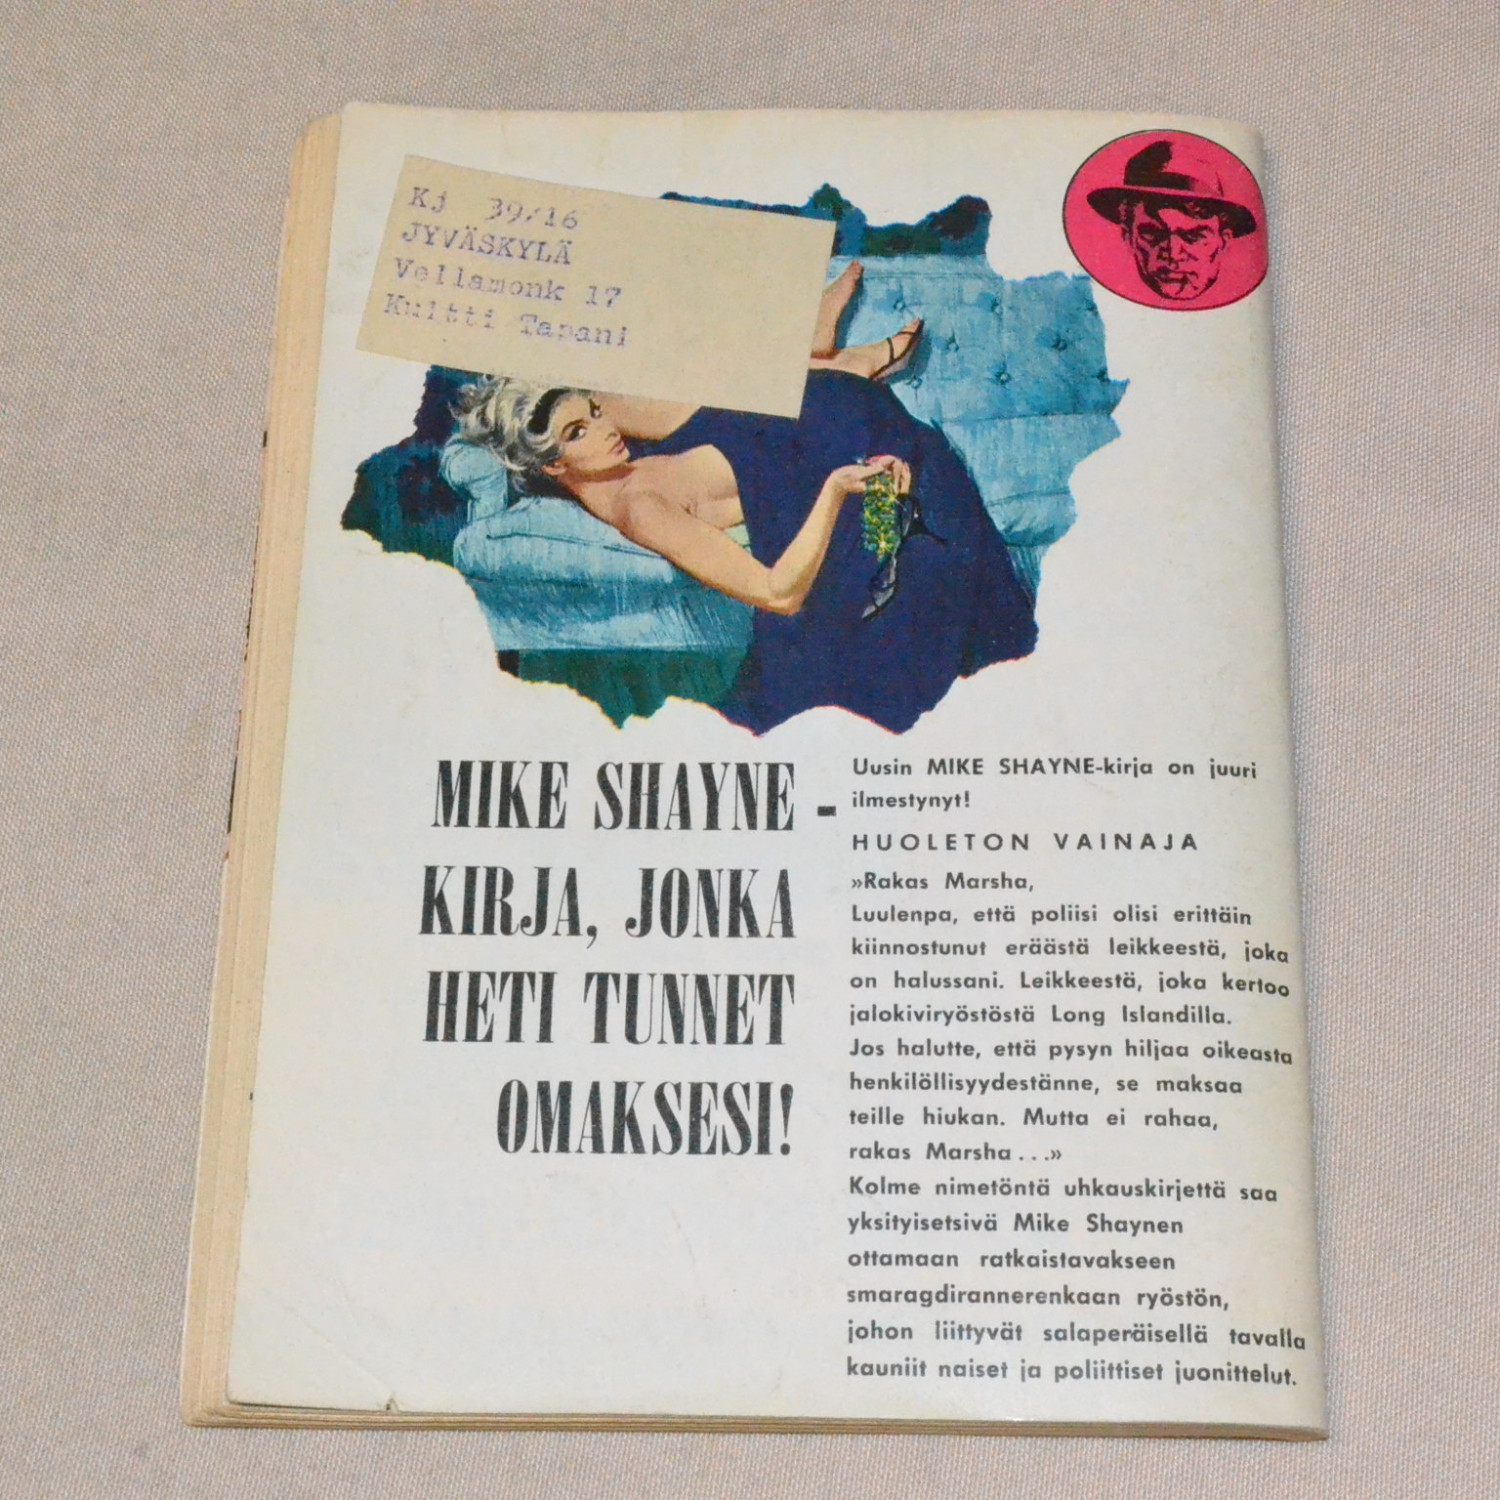 Kj 39/16
JYVÄSKYLÄ
Vellamonk 17
Kultti Tapani
MIKE SHAYNE -
KIRJA, JONKA
HETI TUNNET
OMAKSESI!
Uusin MIKE SHAYNE-kirja on juuri
ilmestynyt!
HUOLETON VAINAJA
»Rakas Marsha,
Luulenpa, että poliisi olisi erittäin
kiinnostunut eräästä leikkeestä, joka
on halussani. Leikkeestä, joka kertoo
jalokiviryöstöstä Long Islandilla.
Jos halutte, että pysyn hiljaa oikeasta
henkilöllisyydestänne, se maksaa
teille hiukan. Mutta ei rahaa,
rakas Marsha...»
Kolme nimetöntä uhkauskirjettä saa
yksityisetsivä Mike Shaynen
ottamaan ratkaistavakseen
smaragdirannerenkaan ryöstön,
johon liittyvät salaperäisellä tavalla
kauniit naiset ja poliittiset juonittelut.